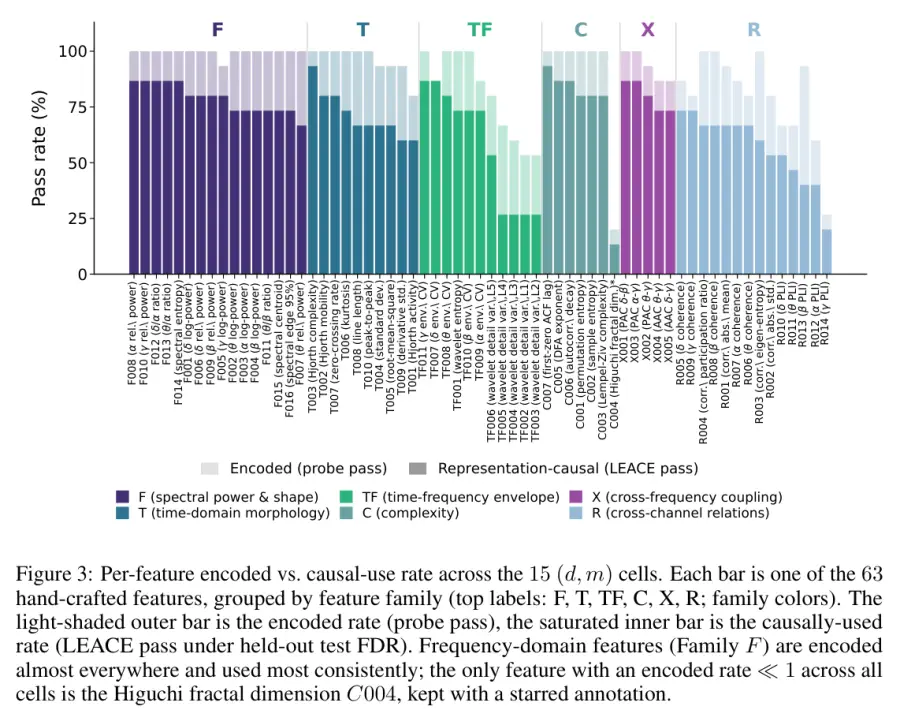 F T TF C X R
100
75
50
25
0
Pass rate (%)
F008 (α rel.\ power)
F010 (γ rel.\ power)
F012 (δ/α ratio)
F013 (θ/α ratio)
F014 (spectral entropy)
F001 (δ log-power)
F006 (δ rel.\ power)
F009 (β rel.\ power)
F005 (γ log-power)
F002 (θ log-power)
F003 (α log-power)
F004 (β log-power)
F011 (θ/β ratio)
F015 (spectral centroid)
F016 (spectral edge 95%)
F007 (θ rel.\ power)
T003 (Hjorth complexity)
T002 (Hjorth mobility)
T007 (zero-crossing rate)
T006 (kurtosis)
T008 (line length)
T010 (peak-to-peak)
T004 (standard dev.)
T005 (root-mean-square)
T009 (derivative std.)
T001 (Hjorth activity)
TF011 (γ env.\ CV)
TF007 (δ env.\ CV)
TF008 (θ env.\ CV)
TF001 (wavelet entropy)
TF010 (β env.\ CV)
TF009 (α env.\ CV)
TF006 (wavelet detail var.\ L5)
TF005 (wavelet detail var.\ L4)
TF004 (wavelet detail var.\ L3)
TF002 (wavelet detail var.\ L1)
TF003 (wavelet detail var.\ L2)
C007 (first-zero ACF lag)
C005 (DFA exponent)
C006 (autocorr.\ decay)
C001 (permutation entropy)
C002 (sample entropy)
C003 (Lempel-Ziv complexity)
C004 (Higuchi fractal dim.)*
X001 (PAC δ-β)
X003 (PAC α-γ)
X002 (PAC θ-γ)
X004 (AAC θ-γ)
X005 (AAC δ-γ)
R005 (δ coherence)
R009 (γ coherence)
R004 (corr.\ participation ratio)
R008 (β coherence)
R001 (corr.\ abs.\ mean)
R007 (α coherence)
R006 (θ coherence)
R003 (corr.\ eigen-entropy)
R002 (corr.\ abs.\ std.)
R010 (δ PLI)
R011 (θ PLI)
R013 (β PLI)
R012 (α PLI)
R014 (γ PLI)
Encoded (probe pass) Representation-causal (LEACE pass)
F (spectral power & shape) TF (time-frequency envelope) X (cross-frequency coupling)
T (time-domain morphology) C (complexity) R (cross-channel relations)
Figure 3: Per-feature encoded vs. causal-use rate across the 15 (d, m) cells. Each bar is one of the 63
hand-crafted features, grouped by feature family (top labels: F, T, TF, C, X, R; family colors). The
light-shaded outer bar is the encoded rate (probe pass), the saturated inner bar is the causally-used
rate (LEACE pass under held-out test FDR). Frequency-domain features (Family F) are encoded
almost everywhere and used most consistently; the only feature with an encoded rate ≪ 1 across all
cells is the Higuchi fractal dimension C004, kept with a starred annotation.